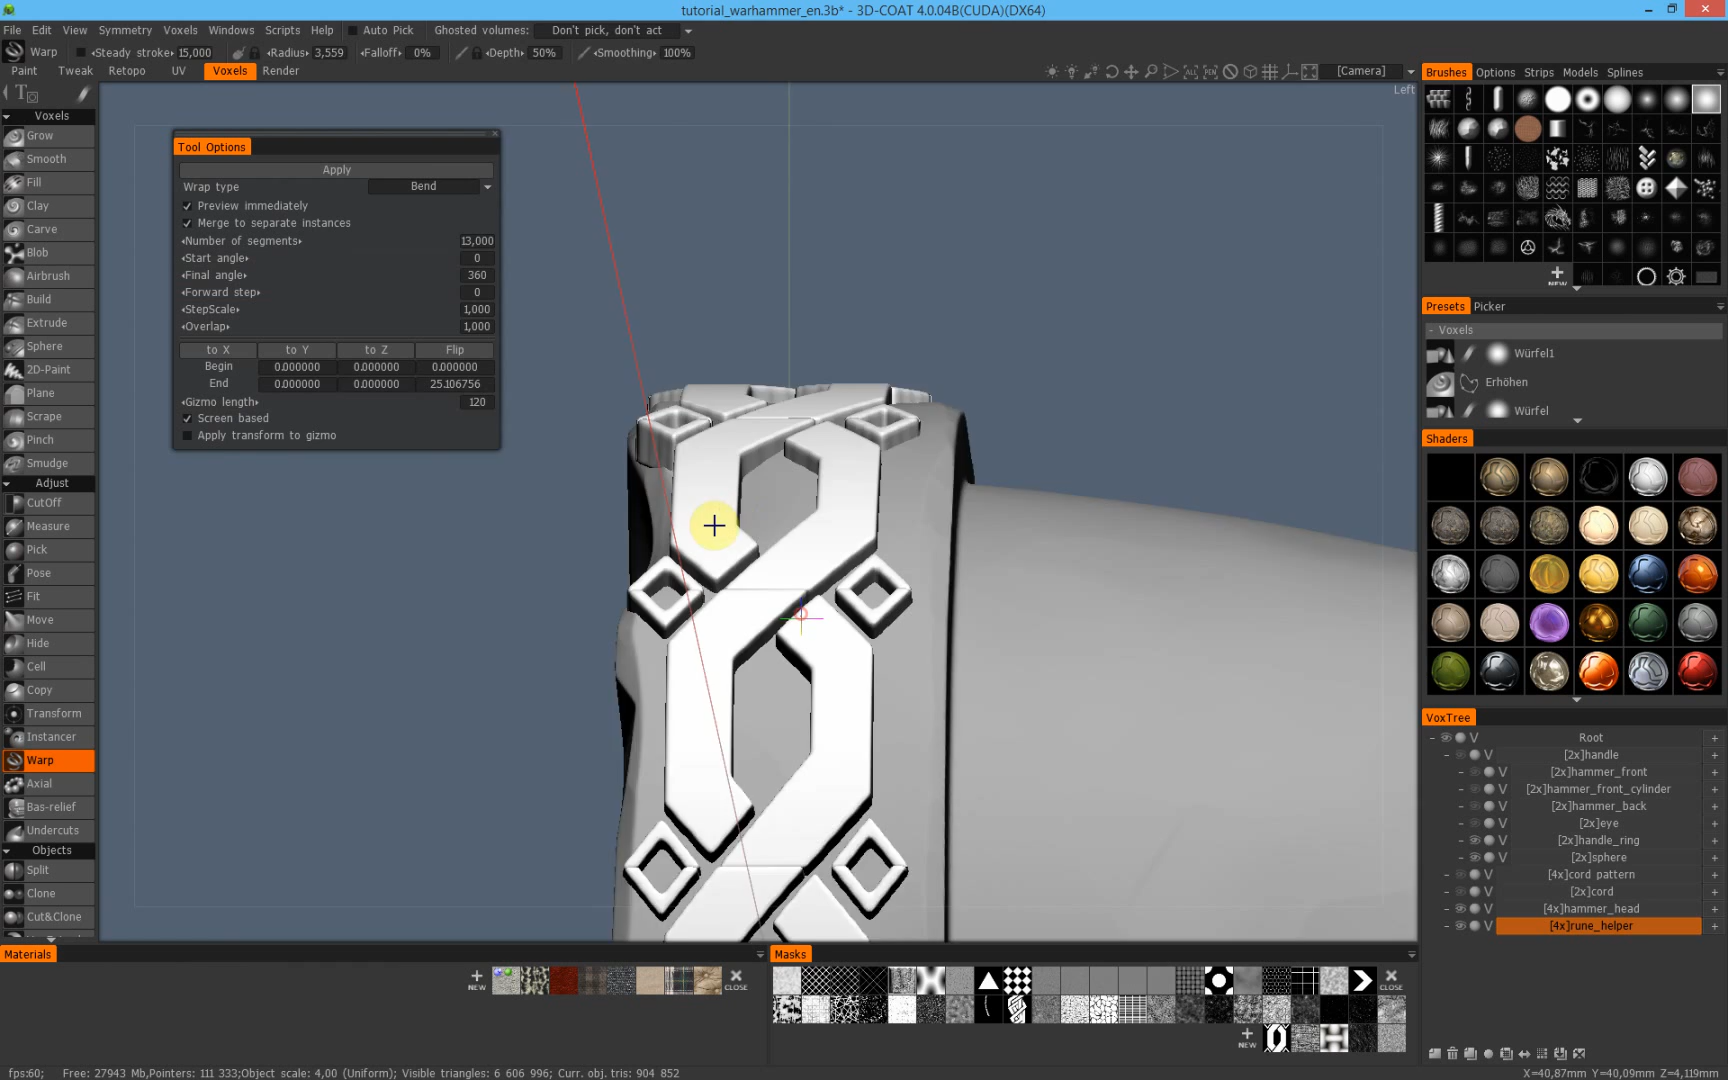 tutorial_warhammer_en.3b* - 3D-COAT 4.0.04B(CUDA)(DX64)
File Edit View Symmetry Voxels Windows Scripts Help Auto Pick Ghosted volumes: Don't pick, don't act
Warp Steady stroke 15,000 Radius 3,559 Falloff 0% Depth 50% Smoothing 100%
Paint Tweak Retopo UV Voxels Render [Camera]
Left
Voxels
Grow
Smooth
Fill
Clay
Carve
Blob
Airbrush
Build
Extrude
Sphere
2D-Paint
Plane
Scrape
Pinch
Smudge
Adjust
CutOff
Measure
Pick
Pose
Fit
Move
Hide
Cell
Copy
Transform
Instancer
Warp
Axial
Bas-relief
Undercuts
Objects
Split
Clone
Cut&Clone
Tool Options
Apply
Wrap type Bend
Preview immediately
Merge to separate instances
Number of segments 13,000
Start angle 0
Final angle 360
Forward step 0
StepScale 1,000
Overlap 1,000
to X to Y to Z Flip
Begin 0.000000 0.000000 0.000000
End 0.000000 0.000000 25.106756
Gizmo length 120
Screen based
Apply transform to gizmo
Brushes Options Strips Models Splines
NEW
Presets Picker
- Voxels
Würfel1
Erhöhen
Würfel
Shaders
VoxTree
V Root +
V [2x]handle +
V [2x]hammer_front +
V [2x]hammer_front_cylinder +
V [2x]hammer_back +
V [2x]eye +
V [2x]handle_ring +
V [2x]sphere +
V [4x]cord pattern +
V [2x]cord +
V [4x]hammer_head +
V [4x]rune_helper +
Materials
NEW CLOSE
Masks
CLOSE
NEW
fps:60; Free: 27943 Mb,Pointers: 111 333;Object scale: 4,00 (Uniform); Visible triangles: 6 606 996; Curr. obj. tris: 904 852
X=40,87mm Y=40,09mm Z=4,119mm